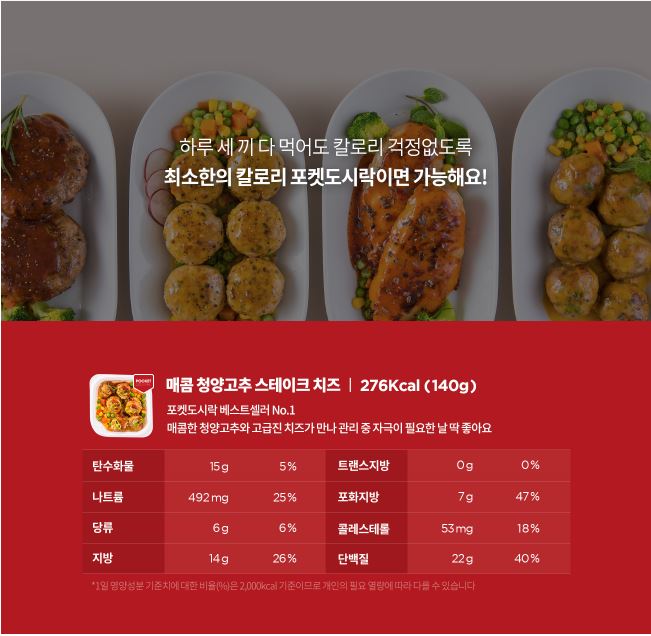 하루 세 끼 다 먹어도 칼로리 걱정없도록
최소한의 칼로리 포켓도시락이면 가능해요!
POCKET
매콤 청양고추 스테이크 치즈 | 276Kcal (140g)
포켓도시락 베스트셀러 No.1
매콤한 청양고추와 고급진 치즈가 만나 관리 중 자극이 필요한 날 딱 좋아요
탄수화물 15g 5% 트랜스지방 0g 0%
나트륨 492mg 25% 포화지방 7g 47%
당류 6g 6% 콜레스테롤 53mg 18%
지방 14g 26% 단백질 22g 40%
*1일 영양성분 기준치에 대한 비율(%)은 2,000kcal 기준이므로 개인의 필요 열량에 따라 다를 수 있습니다